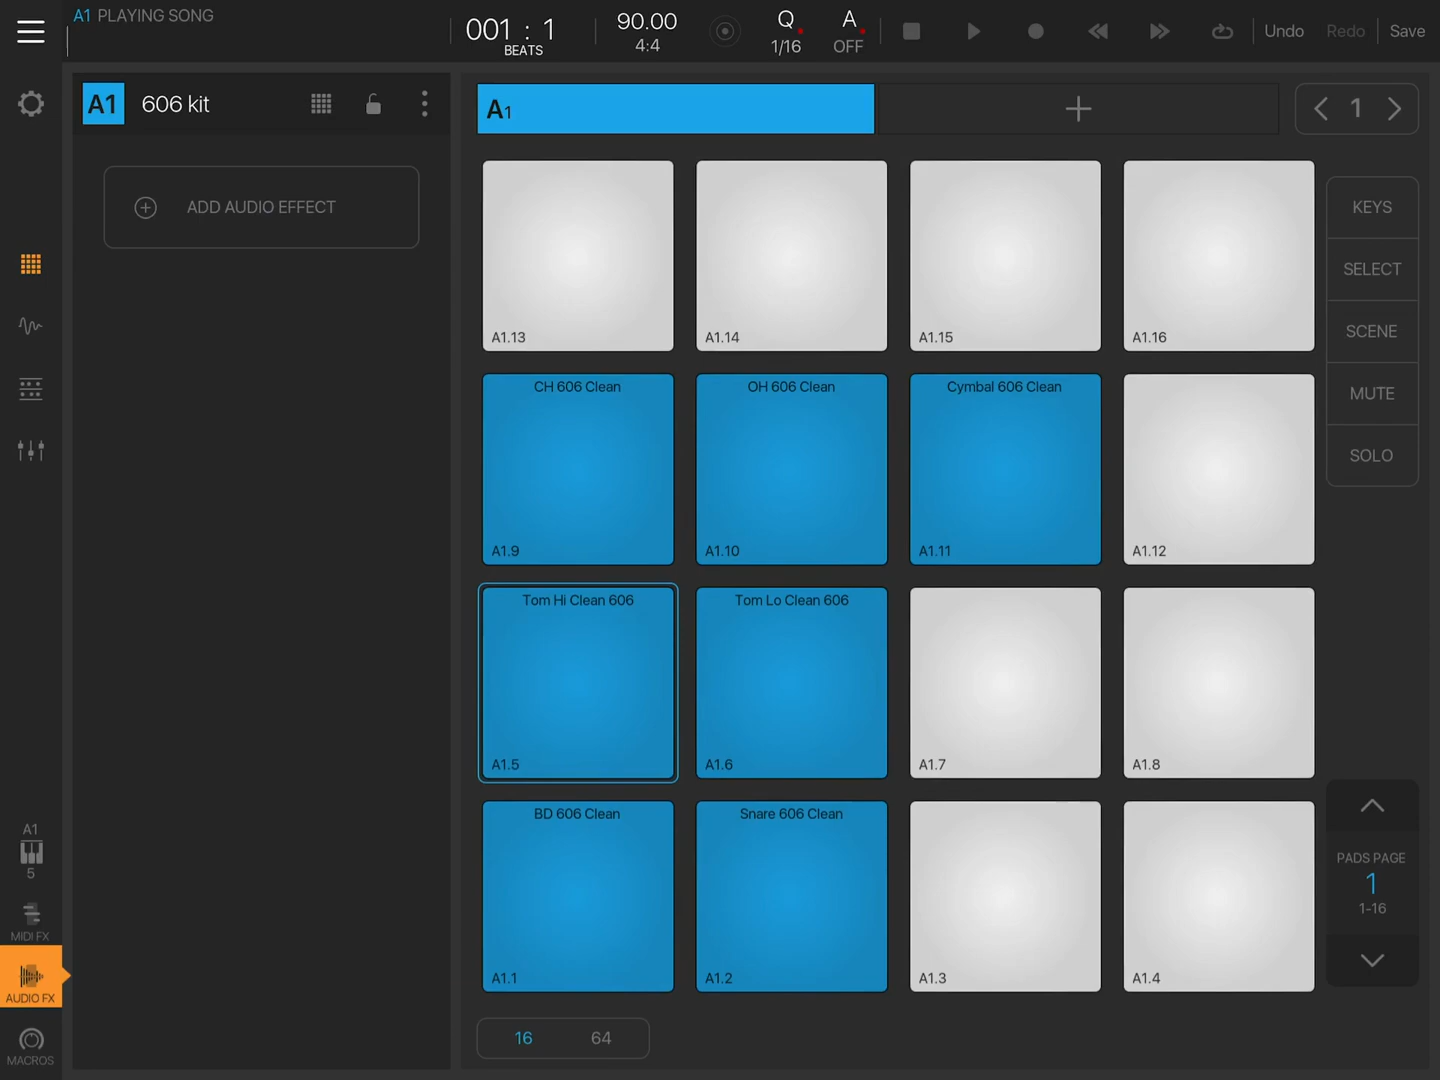 A1 PLAYING SONG
001 : 1
BEATS
90.00
4:4
Q
1/16
A
OFF
Undo
Redo
Save
A1 606 kit
ADD AUDIO EFFECT
A1
+
1
A1.13
A1.14
A1.15
A1.16
KEYS
SELECT
SCENE
MUTE
SOLO
CH 606 Clean
A1.9
OH 606 Clean
A1.10
Cymbal 606 Clean
A1.11
A1.12
Tom Hi Clean 606
A1.5
Tom Lo Clean 606
A1.6
A1.7
A1.8
BD 606 Clean
A1.1
Snare 606 Clean
A1.2
A1.3
A1.4
PADS PAGE
1
1-16
16
64
A1
5
MIDI FX
AUDIO FX
MACROS